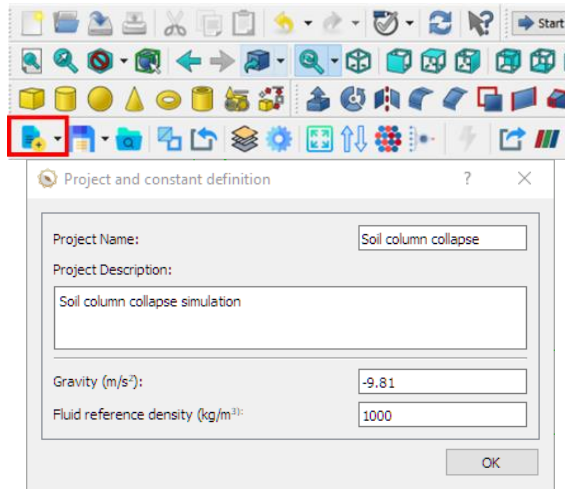 Start
Project and constant definition
?
Project Name:
Soil column collapse
Project Description:
Soil column collapse simulation
Gravity (m/s²):
-9.81
Fluid reference density (kg/m³⁾:
1000
OK